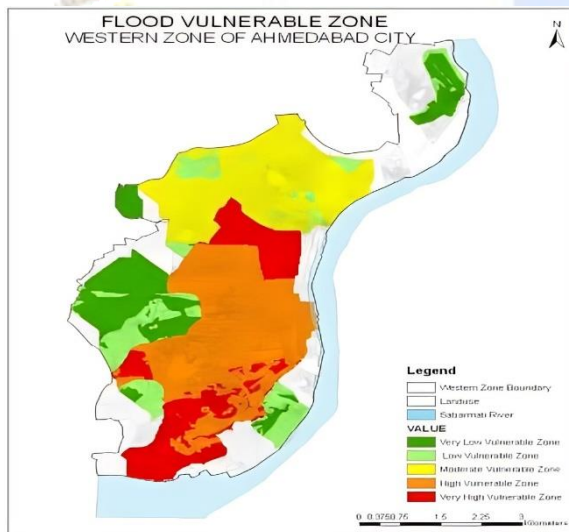 FLOOD VULNERABLE ZONE
WESTERN ZONE OF AHMEDABAD CITY
N
Legend
Western Zone Boundary
Landuse
Sabarmati River
VALUE
Very Low Vulnerable Zone
Low Vulnerable Zone
Moderate Vulnerable Zone
High Vulnerable Zone
Very High Vulnerable Zone
0 0.375 0.75 1.5 2.25 3
Kilometers